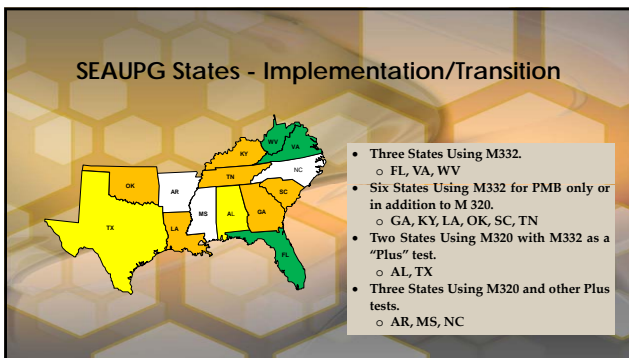 SEAUPG States - Implementation/Transition
WV
KY
VA
NC
TN
OK
AR
SC
MS
AL
GA
TX
LA
FL
• Three States Using M332.
o FL, VA, WV
• Six States Using M332 for PMB only or
in addition to M 320.
o GA, KY, LA, OK, SC, TN
• Two States Using M320 with M332 as a
“Plus” test.
o AL, TX
• Three States Using M320 and other Plus
tests.
o AR, MS, NC